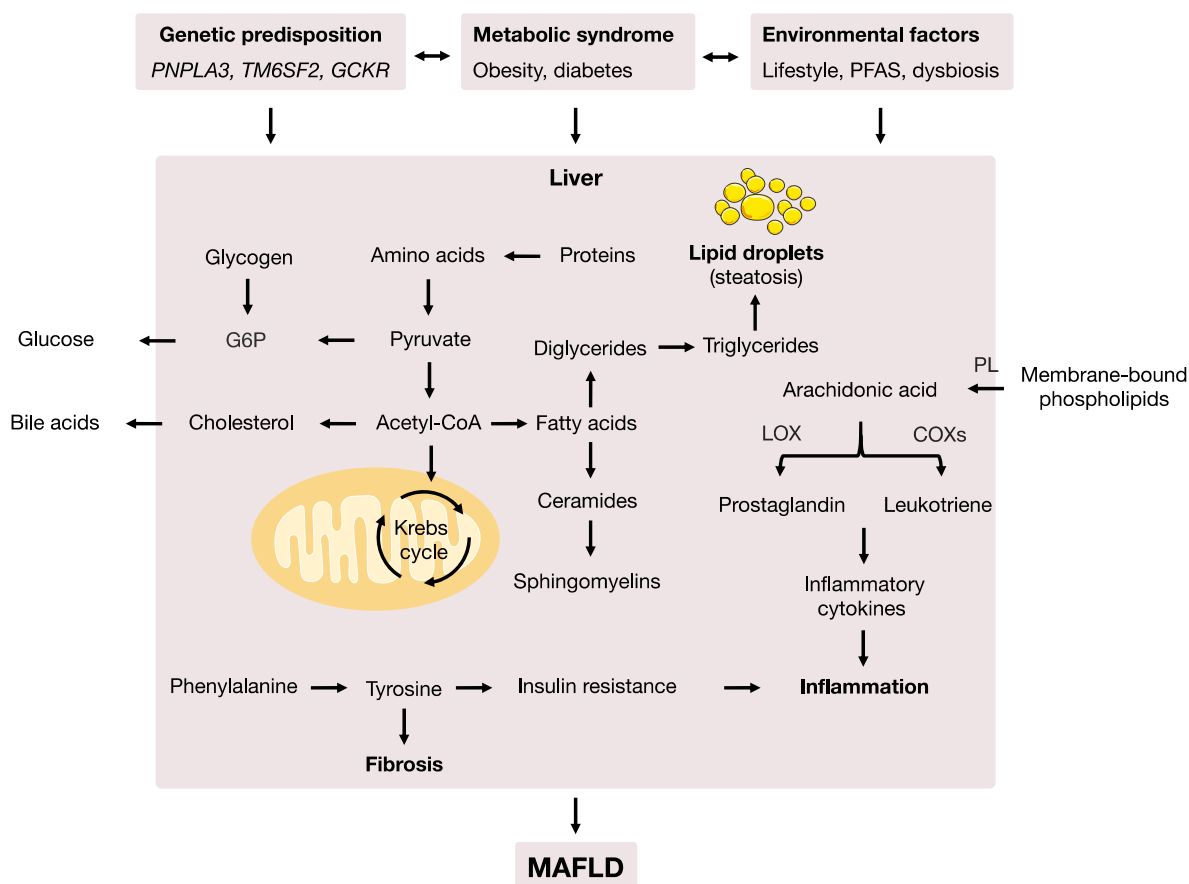 Genetic predisposition
PNPLA3, TM6SF2, GCKR
Metabolic syndrome
Obesity, diabetes
Environmental factors
Lifestyle, PFAS, dysbiosis
Liver
Lipid droplets
(steatosis)
Glycogen
Amino acids
Proteins
Glucose
G6P
Pyruvate
Diglycerides
Triglycerides
PL
Membrane-bound
phospholipids
Arachidonic acid
Bile acids
Cholesterol
Acetyl-CoA
Fatty acids
LOX
COXs
Ceramides
Prostaglandin
Leukotriene
Krebs
cycle
Sphingomyelins
Inflammatory
cytokines
Phenylalanine
Tyrosine
Insulin resistance
Inflammation
Fibrosis
MAFLD